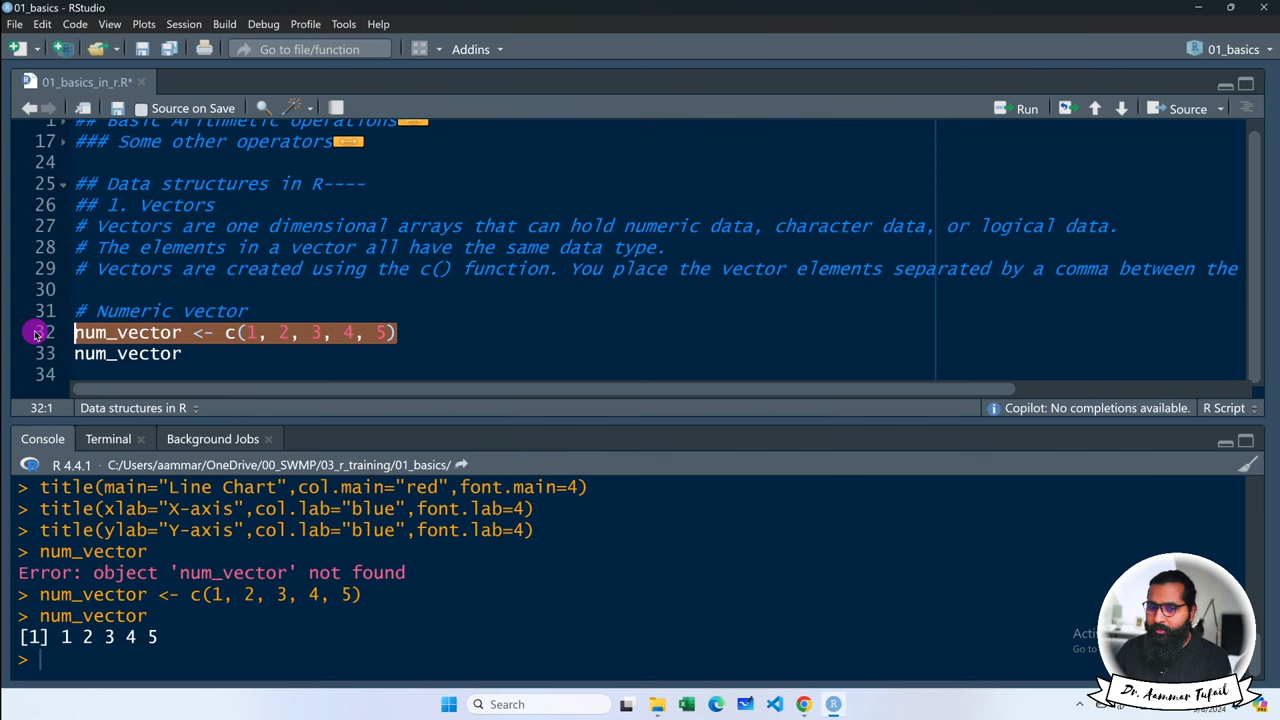 01_basics - RStudio
File Edit Code View Plots Session Build Debug Profile Tools Help
Go to file/function Addins 01_basics
01_basics_in_r.R*
Source on Save Run Source
1 ## Basic Arithmetic operations
17 ### Some other operators
24
25 ## Data structures in R----
26 ## 1. Vectors
27 # Vectors are one dimensional arrays that can hold numeric data, character data, or logical data.
28 # The elements in a vector all have the same data type.
29 # Vectors are created using the c() function. You place the vector elements separated by a comma between the
30
31 # Numeric vector
32 num_vector <- c(1, 2, 3, 4, 5)
33 num_vector
34
32:1 Data structures in R Copilot: No completions available. R Script
Console Terminal Background Jobs
R 4.4.1 · C:/Users/aammar/OneDrive/00_SWMP/03_r_training/01_basics/
> title(main="Line Chart",col.main="red",font.main=4)
> title(xlab="X-axis",col.lab="blue",font.lab=4)
> title(ylab="Y-axis",col.lab="blue",font.lab=4)
> num_vector
Error: object 'num_vector' not found
> num_vector <- c(1, 2, 3, 4, 5)
> num_vector
[1] 1 2 3 4 5
>
Dr. Aammar Tufail
Search